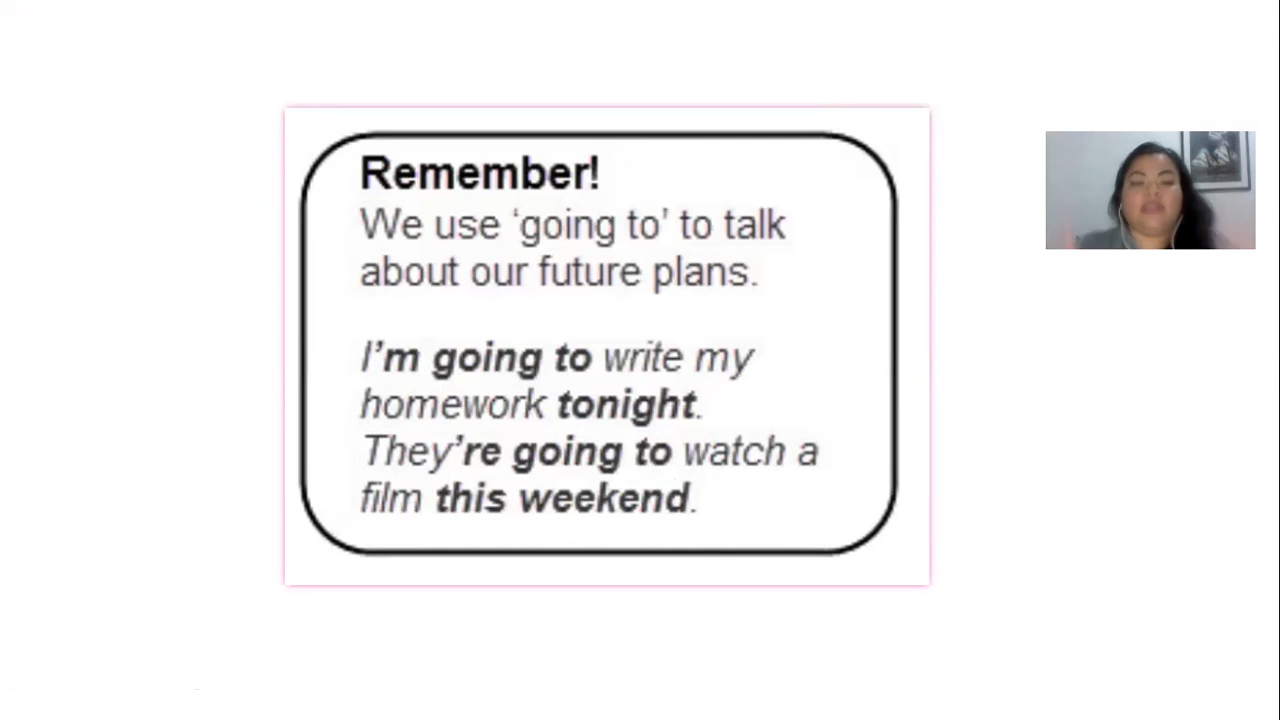 Remember!
We use ‘going to’ to talk
about our future plans.
I’m going to write my
homework tonight.
They’re going to watch a
film this weekend.